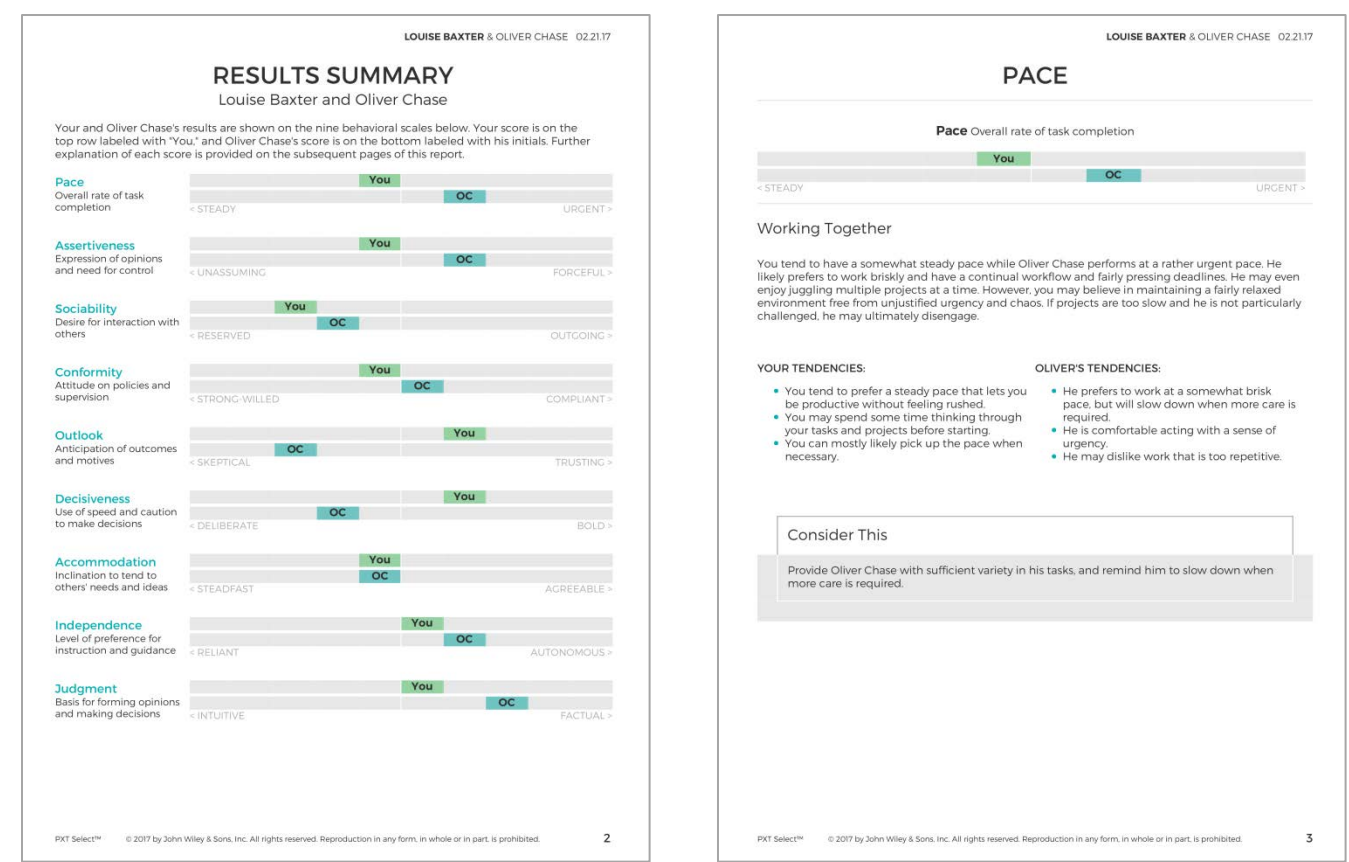 LOUISE BAXTER & OLIVER CHASE 02.21.17
RESULTS SUMMARY
Louise Baxter and Oliver Chase
Your and Oliver Chase's results are shown on the nine behavioral scales below. Your score is on the
top row labeled with "You," and Oliver Chase's score is on the bottom labeled with his initials. Further
explanation of each score is provided on the subsequent pages of this report.
Pace
Overall rate of task
completion
You
OC
< STEADY
URGENT >
Assertiveness
Expression of opinions
and need for control
You
OC
< UNASSUMING
FORCEFUL >
Sociability
Desire for interaction with
others
You
OC
< RESERVED
OUTGOING >
Conformity
Attitude on policies and
supervision
You
OC
< STRONG-WILLED
COMPLIANT >
Outlook
Anticipation of outcomes
and motives
You
OC
< SKEPTICAL
TRUSTING >
Decisiveness
Use of speed and caution
to make decisions
You
OC
< DELIBERATE
BOLD >
Accommodation
Inclination to tend to
others' needs and ideas
You
OC
< STEADFAST
AGREEABLE >
Independence
Level of preference for
instruction and guidance
You
OC
< RELIANT
AUTONOMOUS >
Judgment
Basis for forming opinions
and making decisions
You
OC
< INTUITIVE
FACTUAL >
PXT Select™ © 2017 by John Wiley & Sons, Inc. All rights reserved. Reproduction in any form, in whole or in part, is prohibited. 2
LOUISE BAXTER & OLIVER CHASE 02.21.17
PACE
Pace Overall rate of task completion
You
OC
< STEADY
URGENT >
Working Together
You tend to have a somewhat steady pace while Oliver Chase performs at a rather urgent pace. He
likely prefers to work briskly and have a continual workflow and fairly pressing deadlines. He may even
enjoy juggling multiple projects at a time. However, you may believe in maintaining a fairly relaxed
environment free from unjustified urgency and chaos. If projects are too slow and he is not particularly
challenged, he may ultimately disengage.
YOUR TENDENCIES:
• You tend to prefer a steady pace that lets you
be productive without feeling rushed.
• You may spend some time thinking through
your tasks and projects before starting.
• You can mostly likely pick up the pace when
necessary.
OLIVER'S TENDENCIES:
• He prefers to work at a somewhat brisk
pace, but will slow down when more care is
required.
• He is comfortable acting with a sense of
urgency.
• He may dislike work that is too repetitive.
Consider This
Provide Oliver Chase with sufficient variety in his tasks, and remind him to slow down when
more care is required.
PXT Select™ © 2017 by John Wiley & Sons, Inc. All rights reserved. Reproduction in any form, in whole or in part, is prohibited. 3